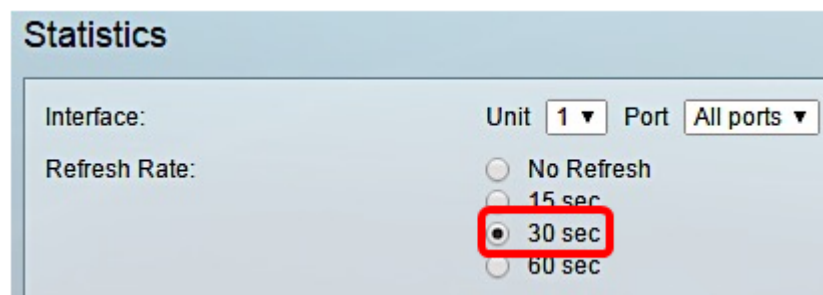 Statistics
Interface: Unit 1 Port All ports
Refresh Rate: No Refresh
15 sec
30 sec
60 sec